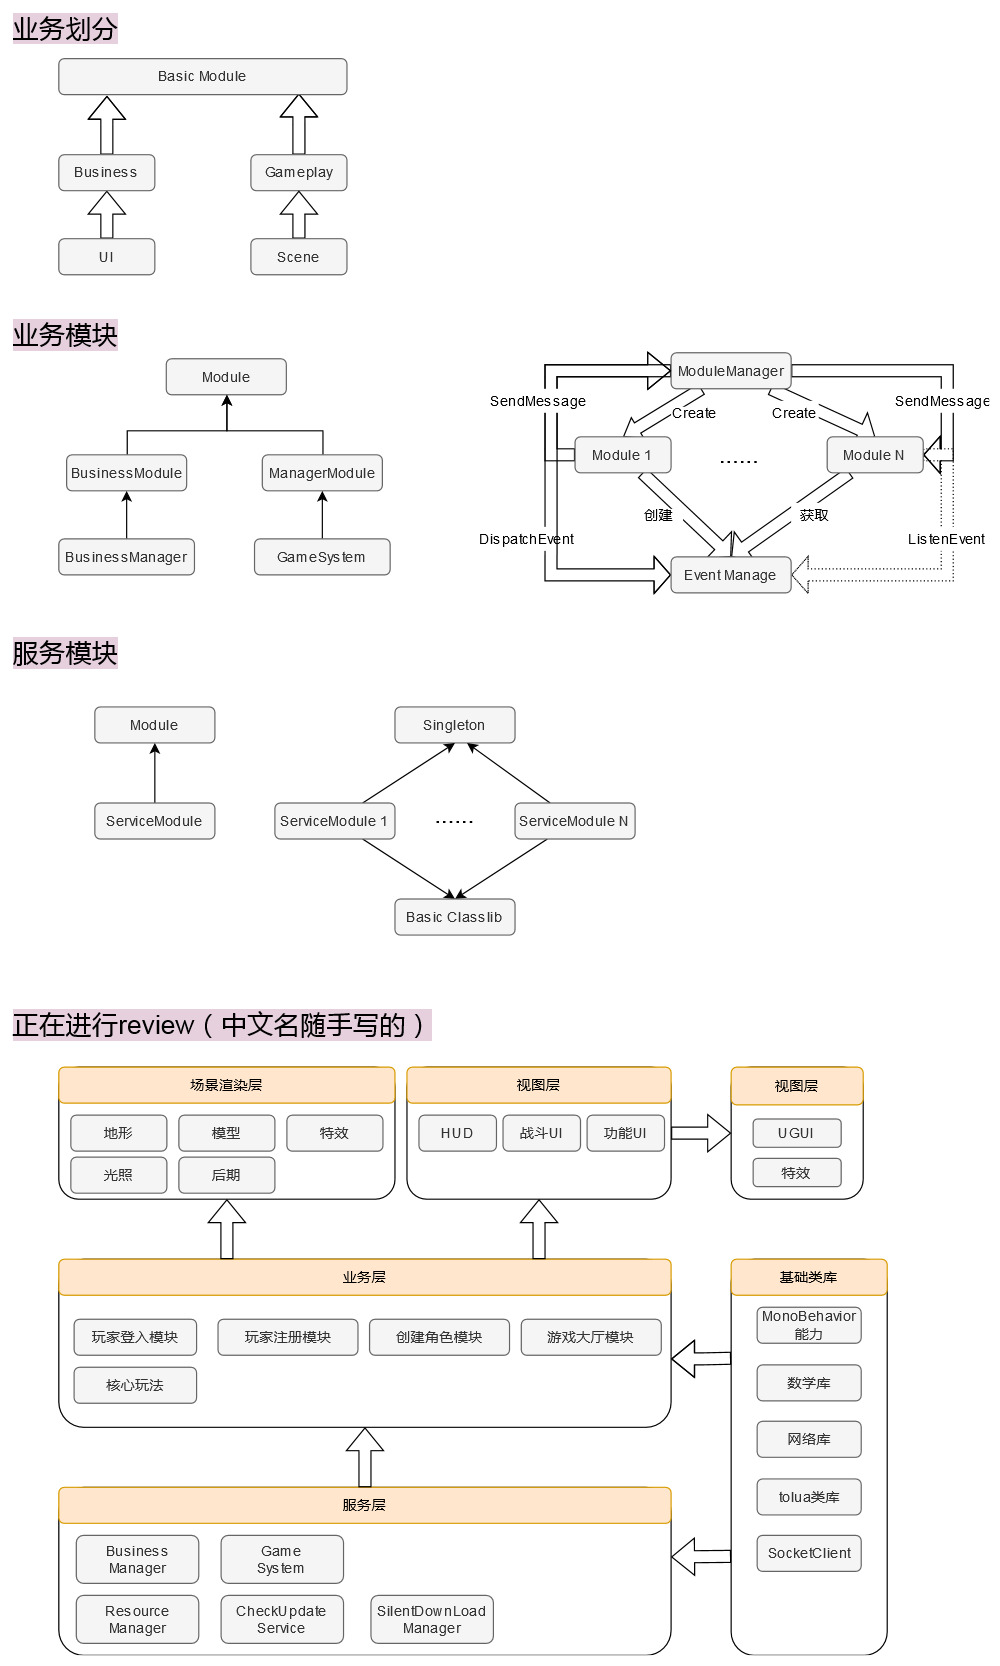 业务划分
Basic Module
Business
Gameplay
UI
Scene
业务模块
Module
BusinessModule
ManagerModule
BusinessManager
GameSystem
ModuleManager
SendMessage
Create
Create
SendMessage
Module 1
......
Module N
创建
获取
DispatchEvent
ListenEvent
Event Manage
服务模块
Module
ServiceModule
Singleton
ServiceModule 1
......
ServiceModule N
Basic Classlib
正在进行review（中文名随手写的）
场景渲染层
地形
模型
特效
光照
后期
视图层
HUD
战斗UI
功能UI
视图层
UGUI
特效
业务层
玩家登入模块
玩家注册模块
创建角色模块
游戏大厅模块
核心玩法
基础类库
MonoBehavior
能力
数学库
网络库
tolua类库
SocketClient
服务层
Business
Manager
Game
System
Resource
Manager
CheckUpdate
Service
SilentDownLoad
Manager